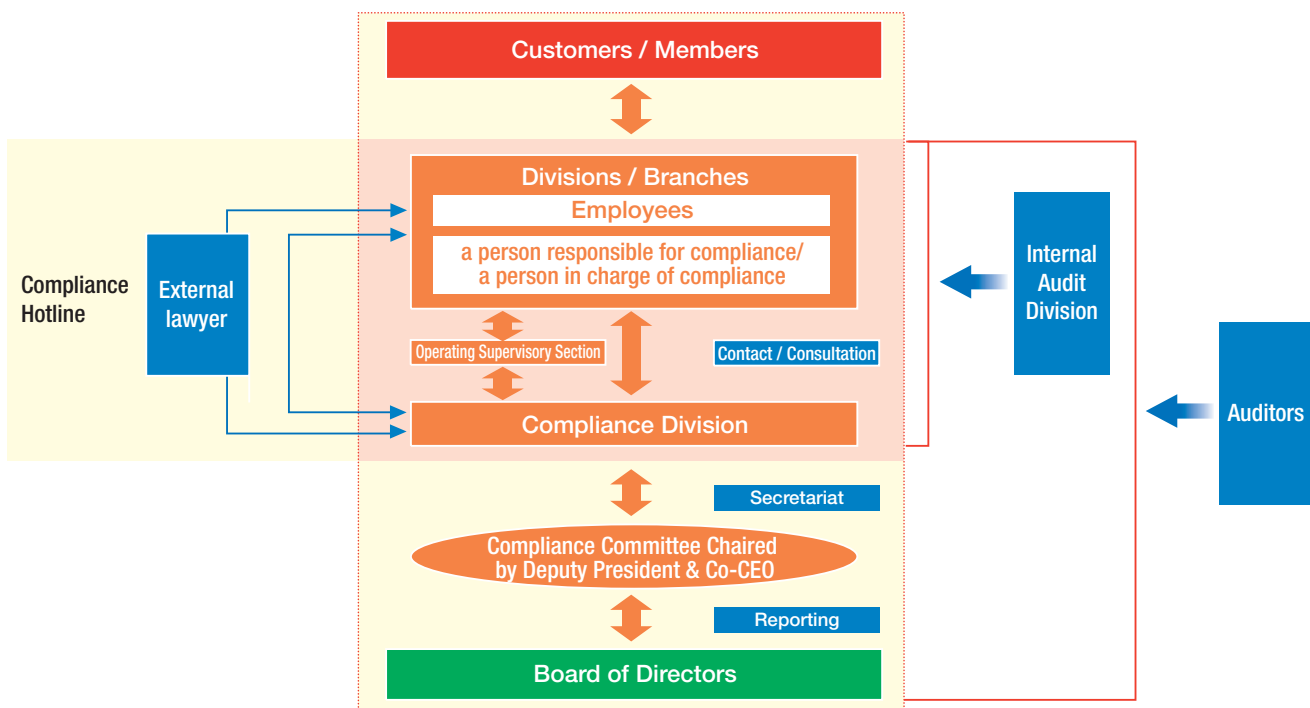 Customers / Members
Divisions / Branches
Employees
a person responsible for compliance/
a person in charge of compliance
Compliance
Hotline
External
lawyer
Internal
Audit
Division
Operating Supervisory Section
Contact / Consultation
Auditors
Compliance Division
Secretariat
Compliance Committee Chaired
by Deputy President & Co-CEO
Reporting
Board of Directors